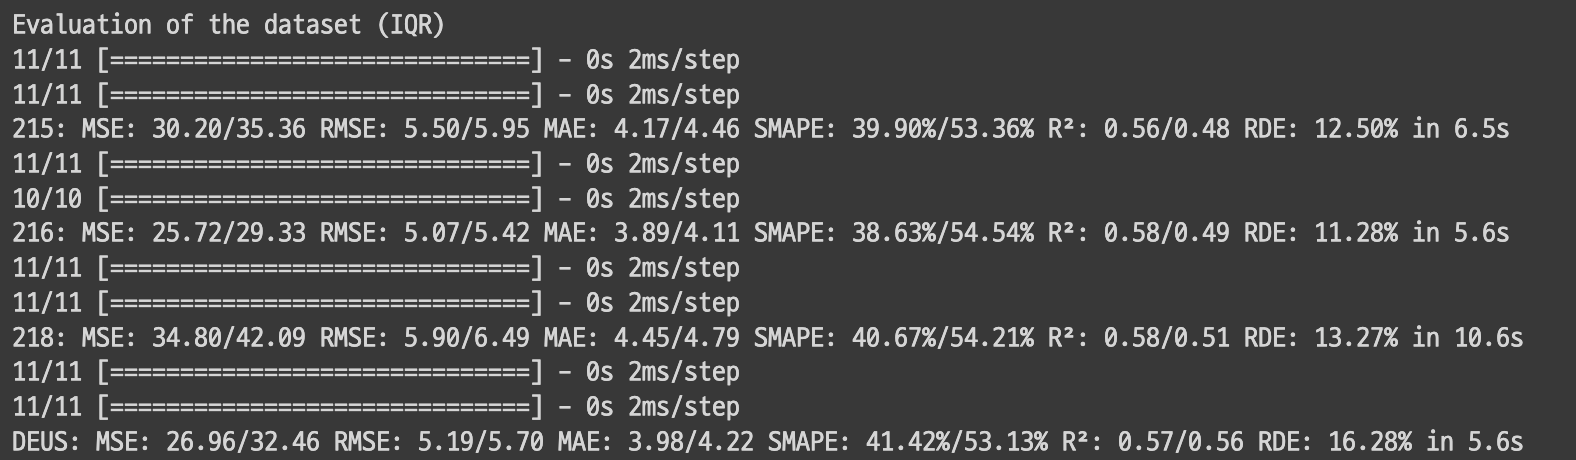 Evaluation of the dataset (IQR)
11/11 [==============================] - 0s 2ms/step
11/11 [==============================] - 0s 2ms/step
215: MSE: 30.20/35.36 RMSE: 5.50/5.95 MAE: 4.17/4.46 SMAPE: 39.90%/53.36% R²: 0.56/0.48 RDE: 12.50% in 6.5s
11/11 [==============================] - 0s 2ms/step
10/10 [==============================] - 0s 2ms/step
216: MSE: 25.72/29.33 RMSE: 5.07/5.42 MAE: 3.89/4.11 SMAPE: 38.63%/54.54% R²: 0.58/0.49 RDE: 11.28% in 5.6s
11/11 [==============================] - 0s 2ms/step
11/11 [==============================] - 0s 2ms/step
218: MSE: 34.80/42.09 RMSE: 5.90/6.49 MAE: 4.45/4.79 SMAPE: 40.67%/54.21% R²: 0.58/0.51 RDE: 13.27% in 10.6s
11/11 [==============================] - 0s 2ms/step
11/11 [==============================] - 0s 2ms/step
DEUS: MSE: 26.96/32.46 RMSE: 5.19/5.70 MAE: 3.98/4.22 SMAPE: 41.42%/53.13% R²: 0.57/0.56 RDE: 16.28% in 5.6s